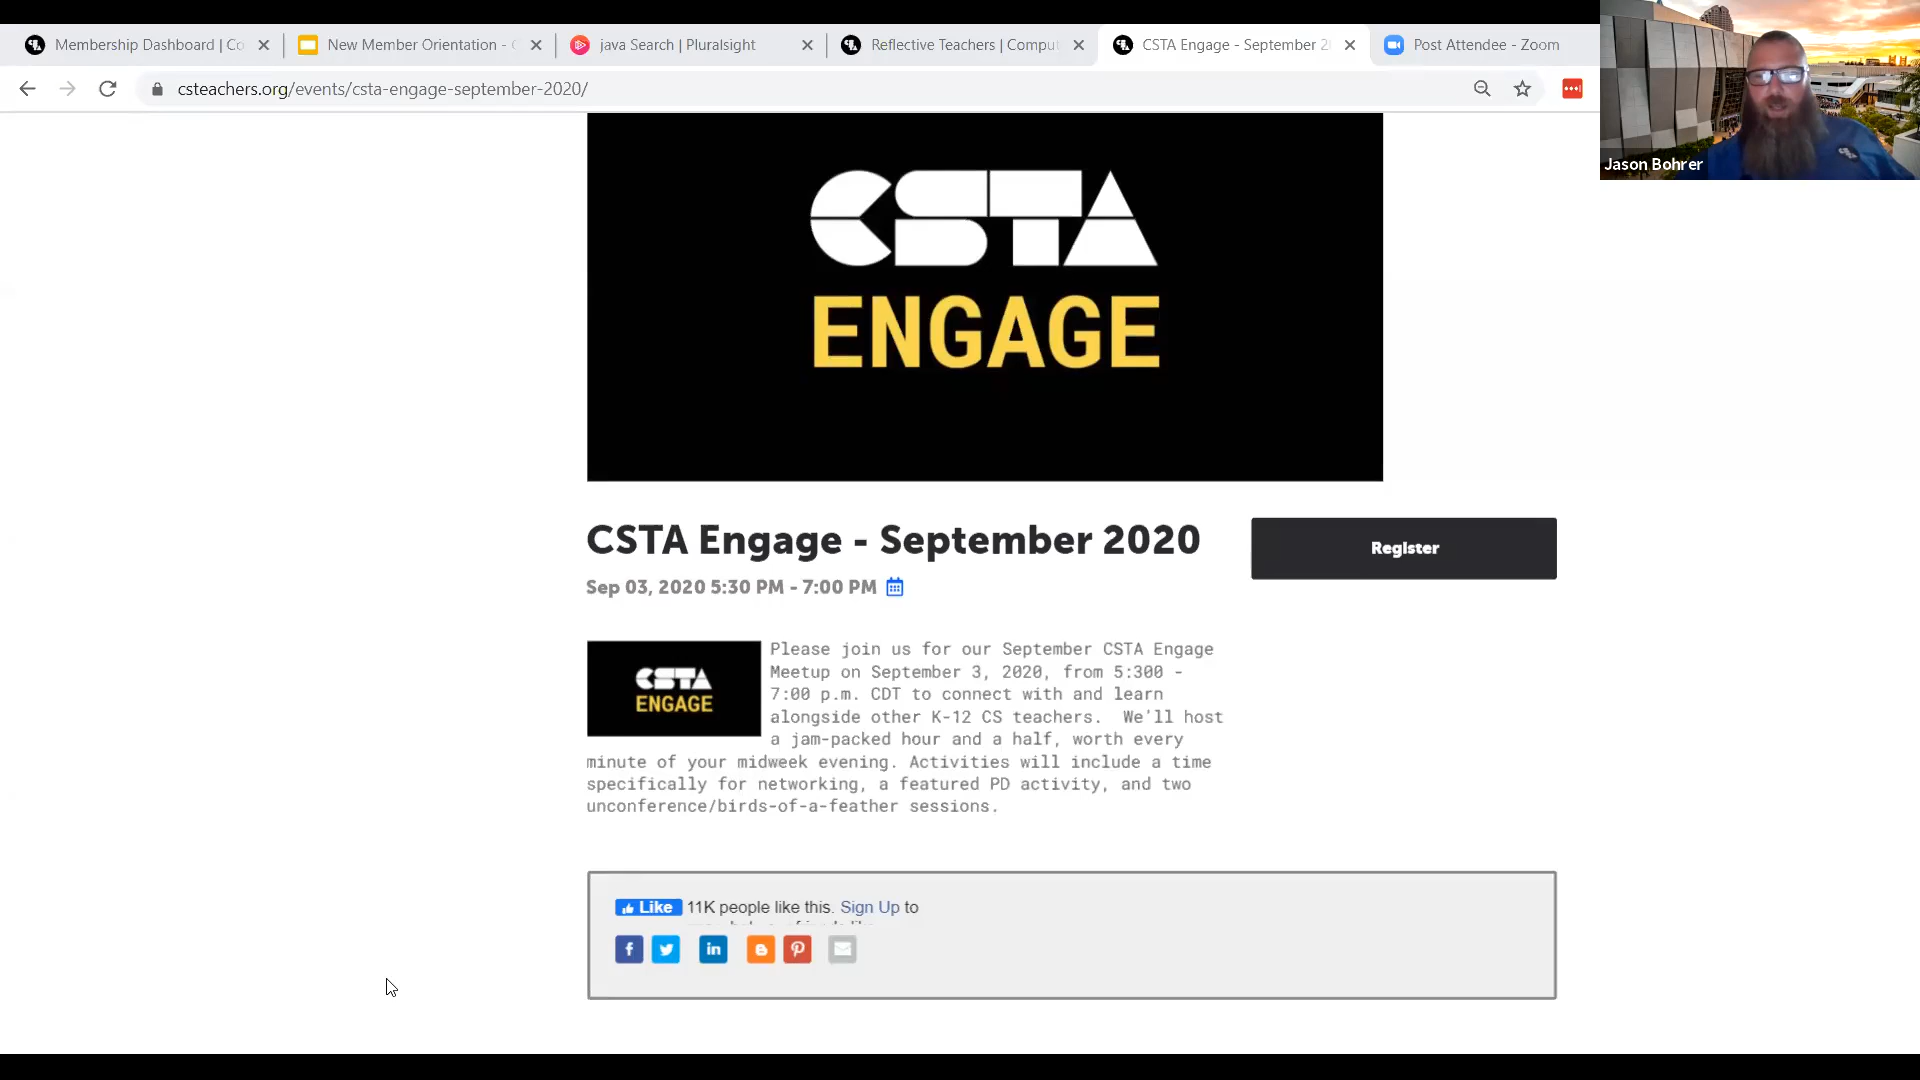 Membership Dashboard | Co
New Member Orientation -
java Search | Pluralsight
Reflective Teachers | Comput
CSTA Engage - September 2
Post Attendee - Zoom
csteachers.org/events/csta-engage-september-2020/
Jason Bohrer
CSTA
ENGAGE
CSTA Engage - September 2020
Register
Sep 03, 2020 5:30 PM - 7:00 PM
CSTA
ENGAGE
Please join us for our September CSTA Engage
Meetup on September 3, 2020, from 5:300 -
7:00 p.m. CDT to connect with and learn
alongside other K-12 CS teachers. We'll host
a jam-packed hour and a half, worth every
minute of your midweek evening. Activities will include a time
specifically for networking, a featured PD activity, and two
unconference/birds-of-a-feather sessions.
Like 11K people like this. Sign Up to